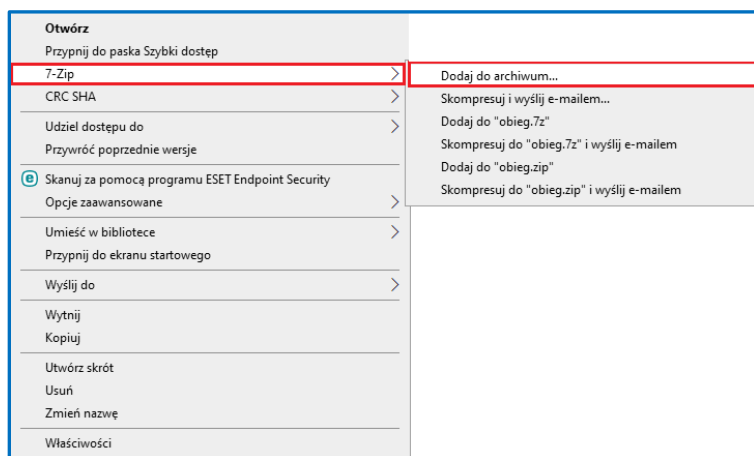 Otwórz
Przypnij do paska Szybki dostęp
7-Zip
CRC SHA
Udziel dostępu do
Przywróć poprzednie wersje
Skanuj za pomocą programu ESET Endpoint Security
Opcje zaawansowane
Umieść w bibliotece
Przypnij do ekranu startowego
Wyślij do
Wytnij
Kopiuj
Utwórz skrót
Usuń
Zmień nazwę
Właściwości
Dodaj do archiwum...
Skompresuj i wyślij e-mailem...
Dodaj do "obieg.7z"
Skompresuj do "obieg.7z" i wyślij e-mailem
Dodaj do "obieg.zip"
Skompresuj do "obieg.zip" i wyślij e-mailem